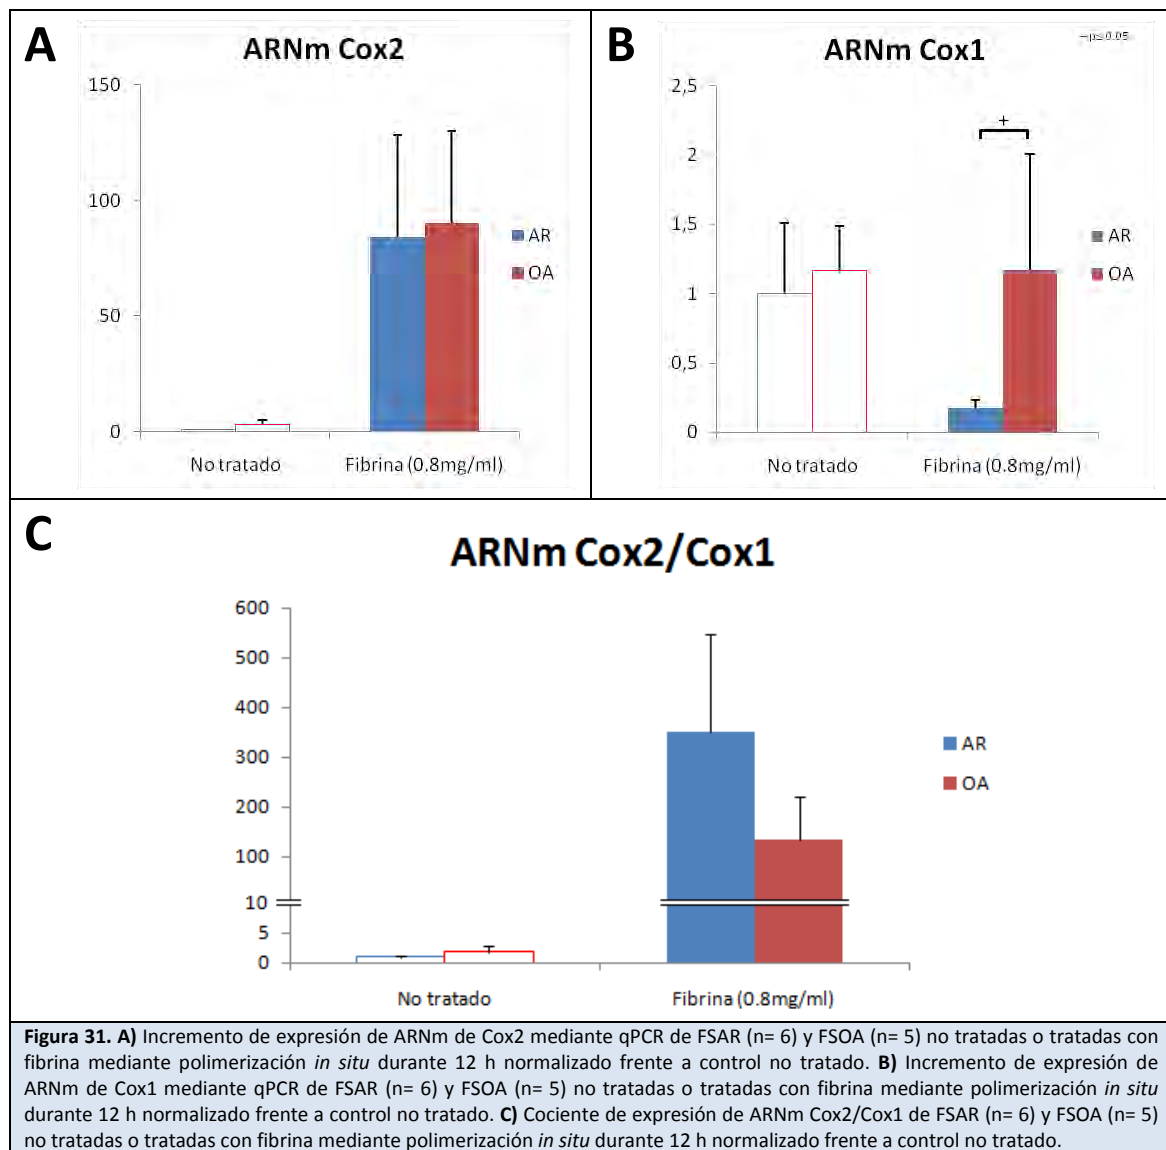 A
ARNm Cox2
150
100
50
0
No tratado
Fibrina (0.8mg/ml)
AR
OA
B
ARNm Cox1
2,5
2
1,5
1
0,5
0
+
No tratado
Fibrina (0.8mg/ml)
AR
OA
C
ARNm Cox2/Cox1
600
500
400
300
200
100
10
5
0
No tratado
Fibrina (0.8mg/ml)
AR
OA
Figura 31. A) Incremento de expresión de ARNm de Cox2 mediante qPCR de FSAR (n= 6) y FSOA (n= 5) no tratadas o tratadas con
fibrina mediante polimerización in situ durante 12 h normalizado frente a control no tratado. B) Incremento de expresión de
ARNm de Cox1 mediante qPCR de FSAR (n= 6) y FSOA (n= 5) no tratadas o tratadas con fibrina mediante polimerización in situ
durante 12 h normalizado frente a control no tratado. C) Cociente de expresión de ARNm Cox2/Cox1 de FSAR (n= 6) y FSOA (n= 5)
no tratadas o tratadas con fibrina mediante polimerización in situ durante 12 h normalizado frente a control no tratado.